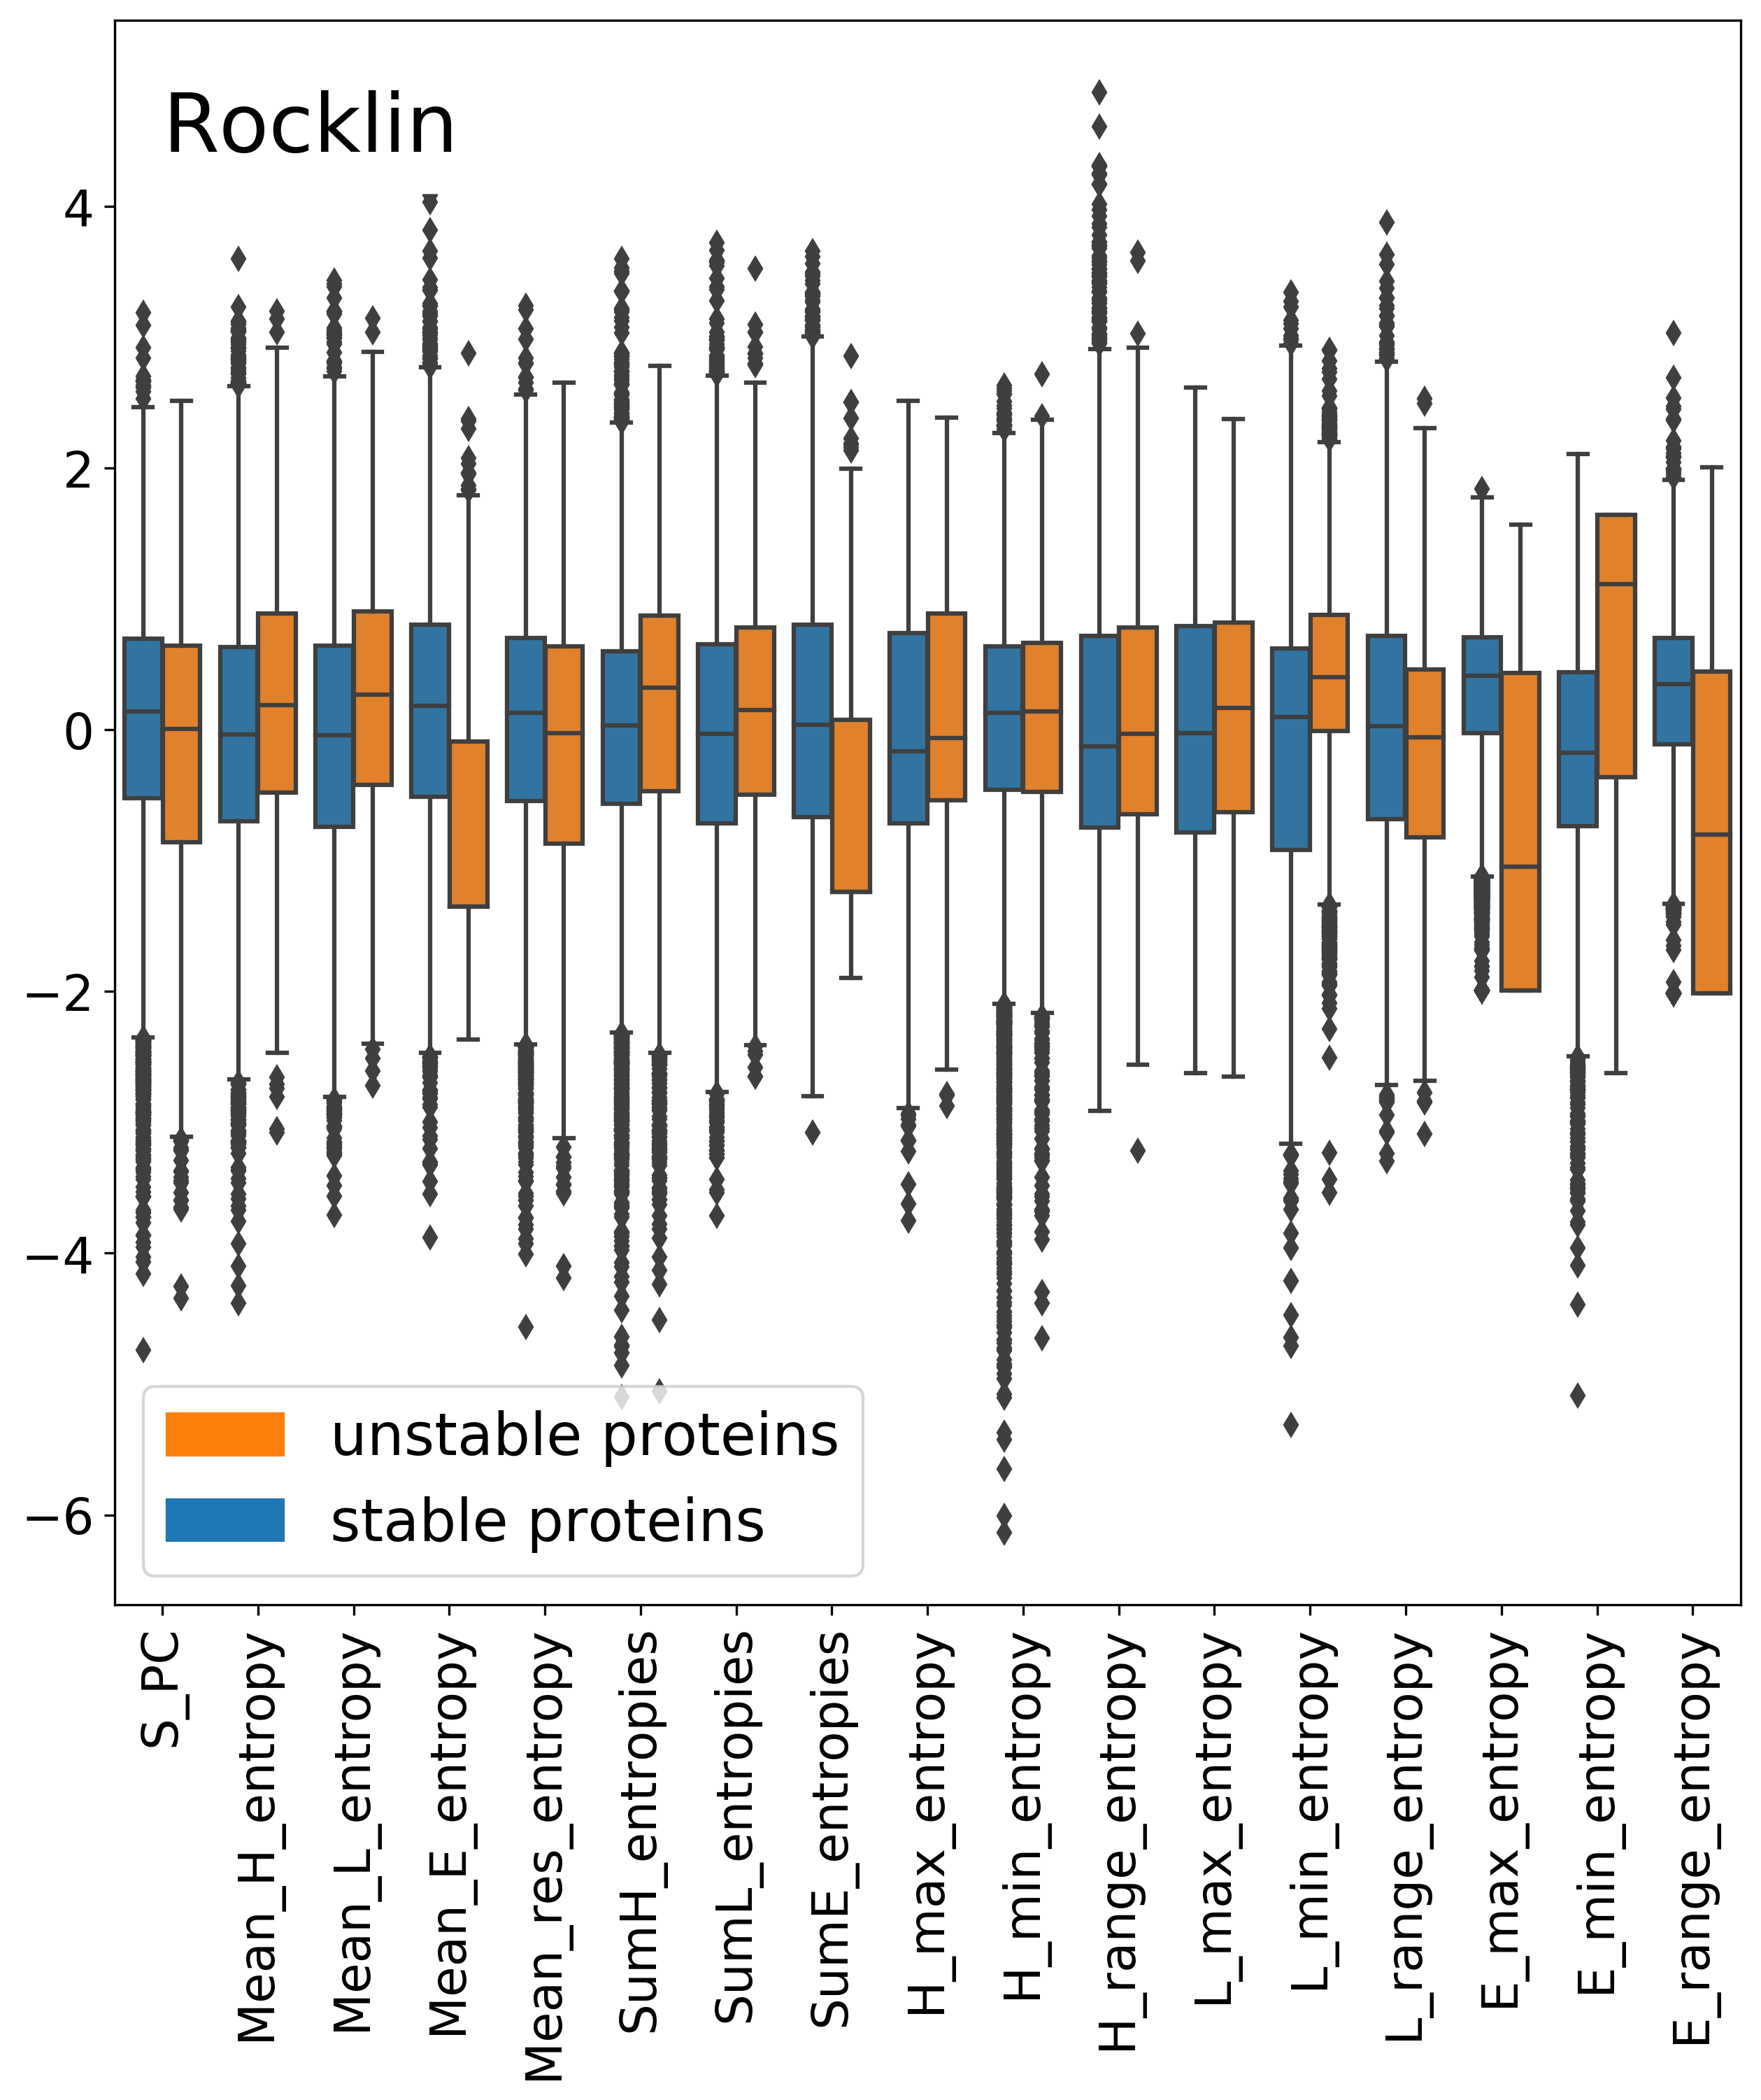 Rocklin
4
2
0
−2
−4
−6
unstable proteins
stable proteins
S_PC
Mean_H_entropy
Mean_L_entropy
Mean_E_entropy
Mean_res_entropy
SumH_entropies
SumL_entropies
SumE_entropies
H_max_entropy
H_min_entropy
H_range_entropy
L_max_entropy
L_min_entropy
L_range_entropy
E_max_entropy
E_min_entropy
E_range_entropy